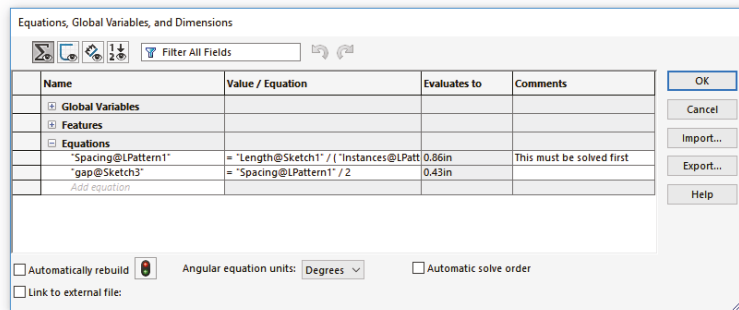 Equations, Global Variables, and Dimensions
Filter All Fields
Name Value / Equation Evaluates to Comments
Global Variables
Features
Equations
"Spacing@LPattern1" = "Length@Sketch1" / ( "Instances@LPatt 0.86in This must be solved first
"gap@Sketch3" = "Spacing@LPattern1" / 2 0.43in
Add equation
OK
Cancel
Import...
Export...
Help
Automatically rebuild Angular equation units: Degrees Automatic solve order
Link to external file: